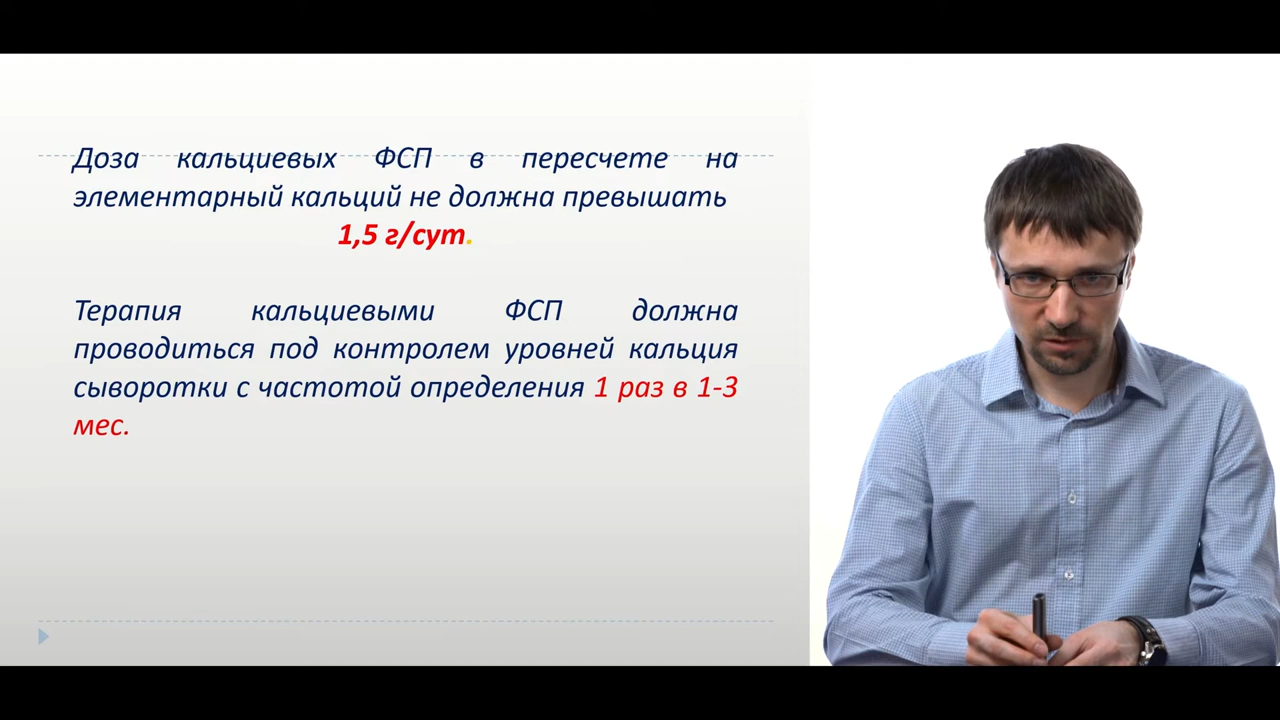 Доза кальциевых ФСП в пересчете на
элементарный кальций не должна превышать
1,5 г/сут.
Терапия кальциевыми ФСП должна
проводиться под контролем уровней кальция
сыворотки с частотой определения 1 раз в 1-3
мес.